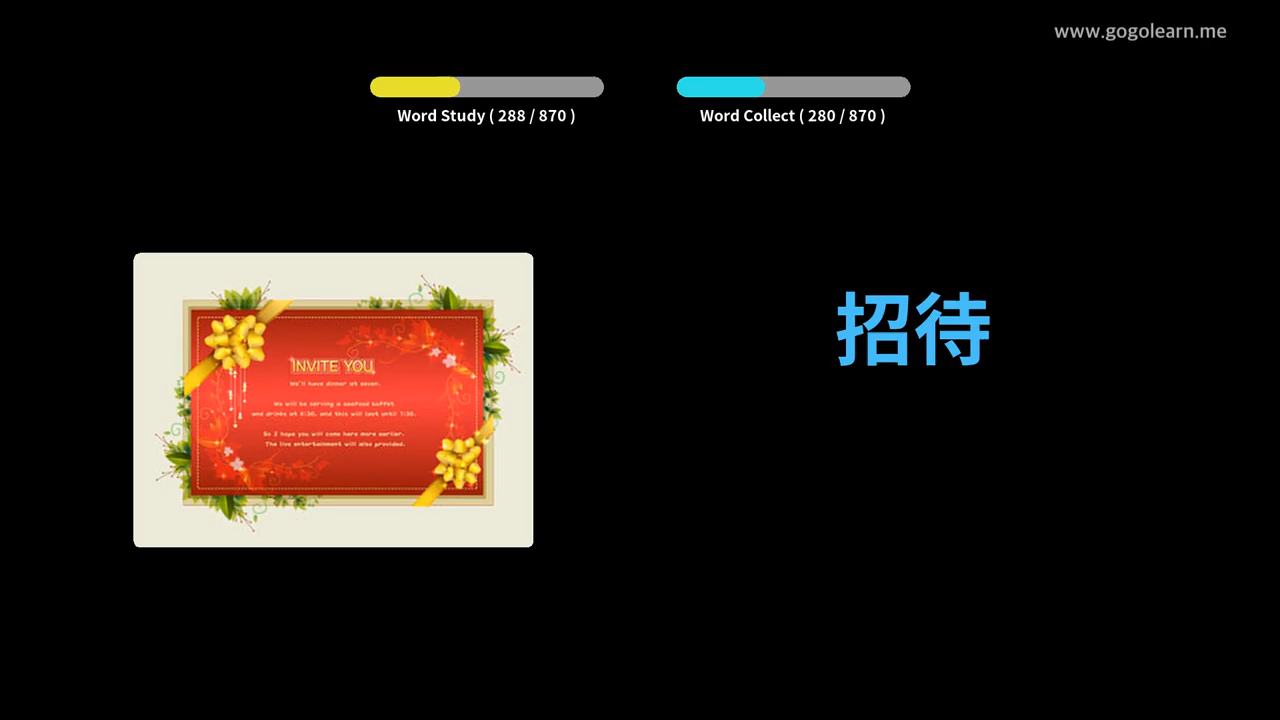 www.gogolearn.me
Word Study ( 288 / 870 )
Word Collect ( 280 / 870 )
INVITE YOU
We'll have dinner at seven.
We will be serving a seafood buffet
and drinks at 6:30, and this will last until 7:30.
So I hope you will come here more earlier.
The live entertainment will also provided.
招待